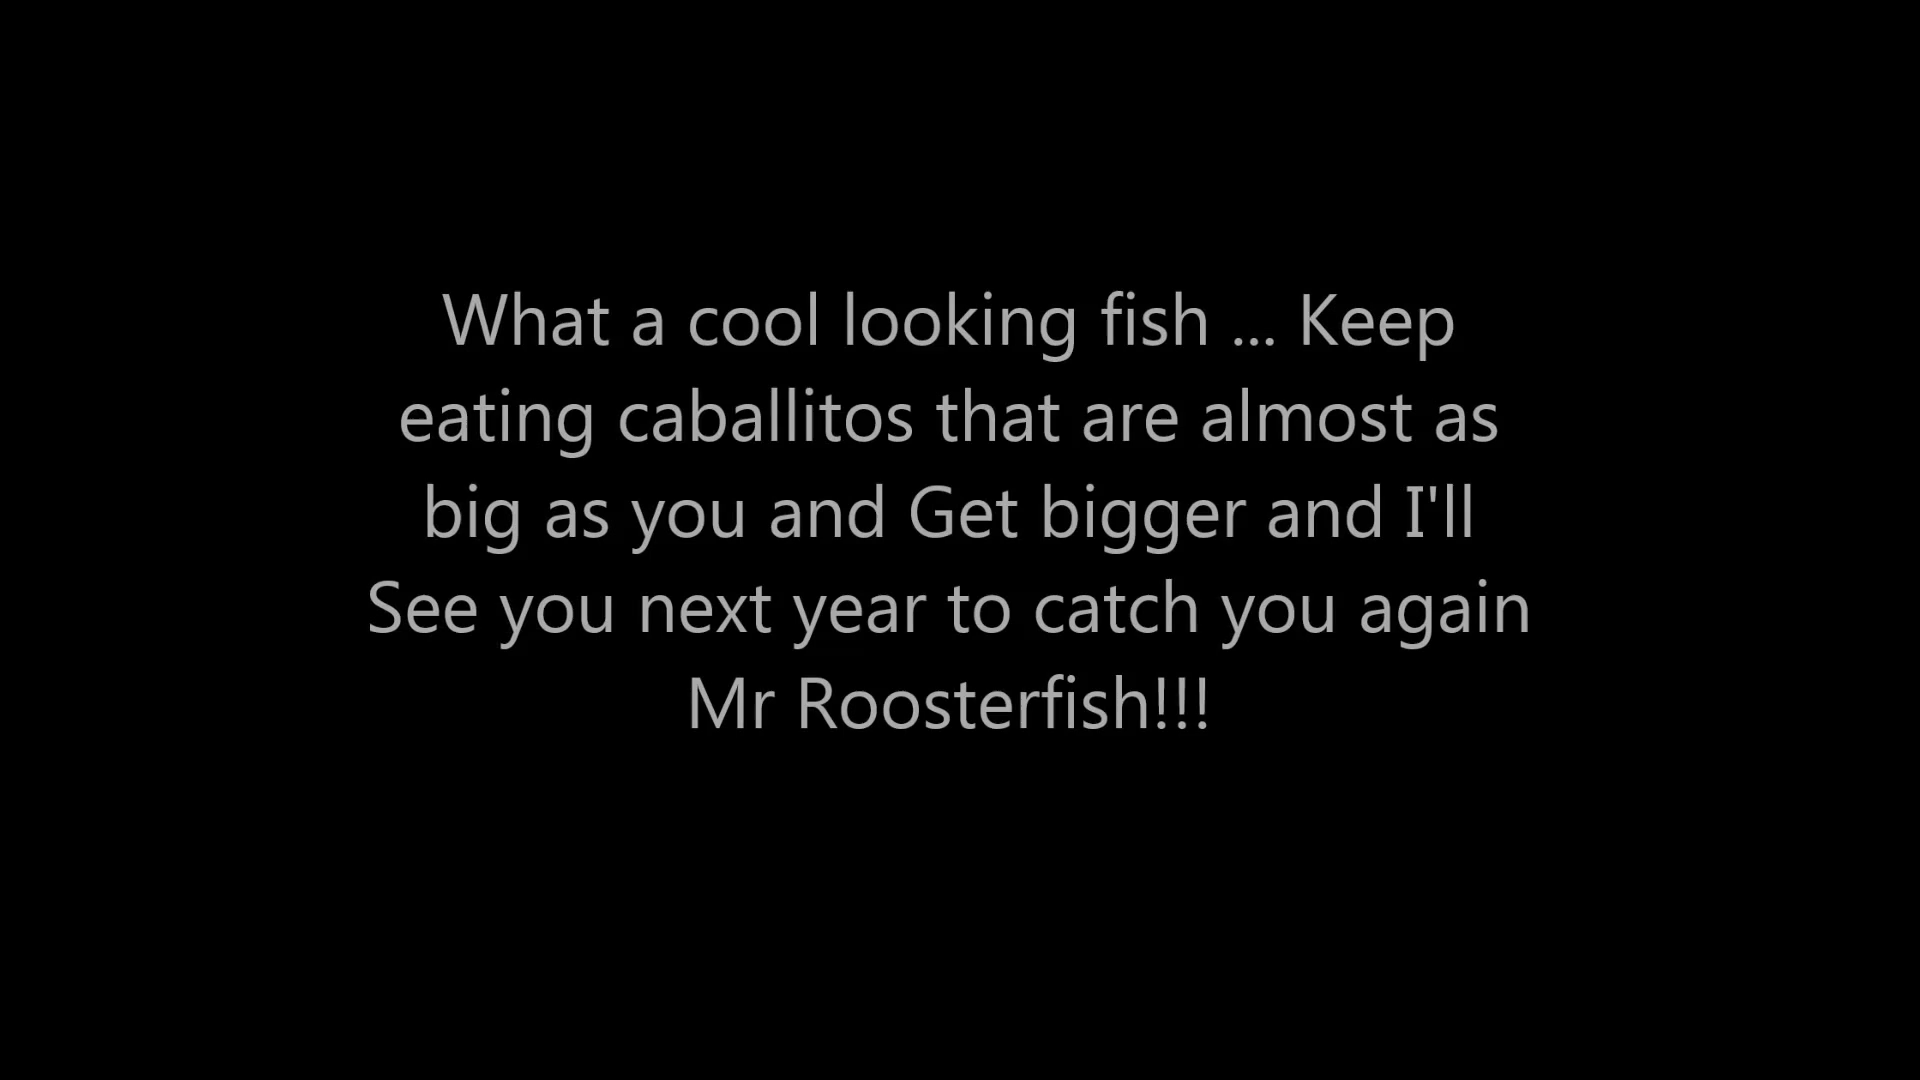 What a cool looking fish ... Keep
eating caballitos that are almost as
big as you and Get bigger and I'll
See you next year to catch you again
Mr Roosterfish!!!